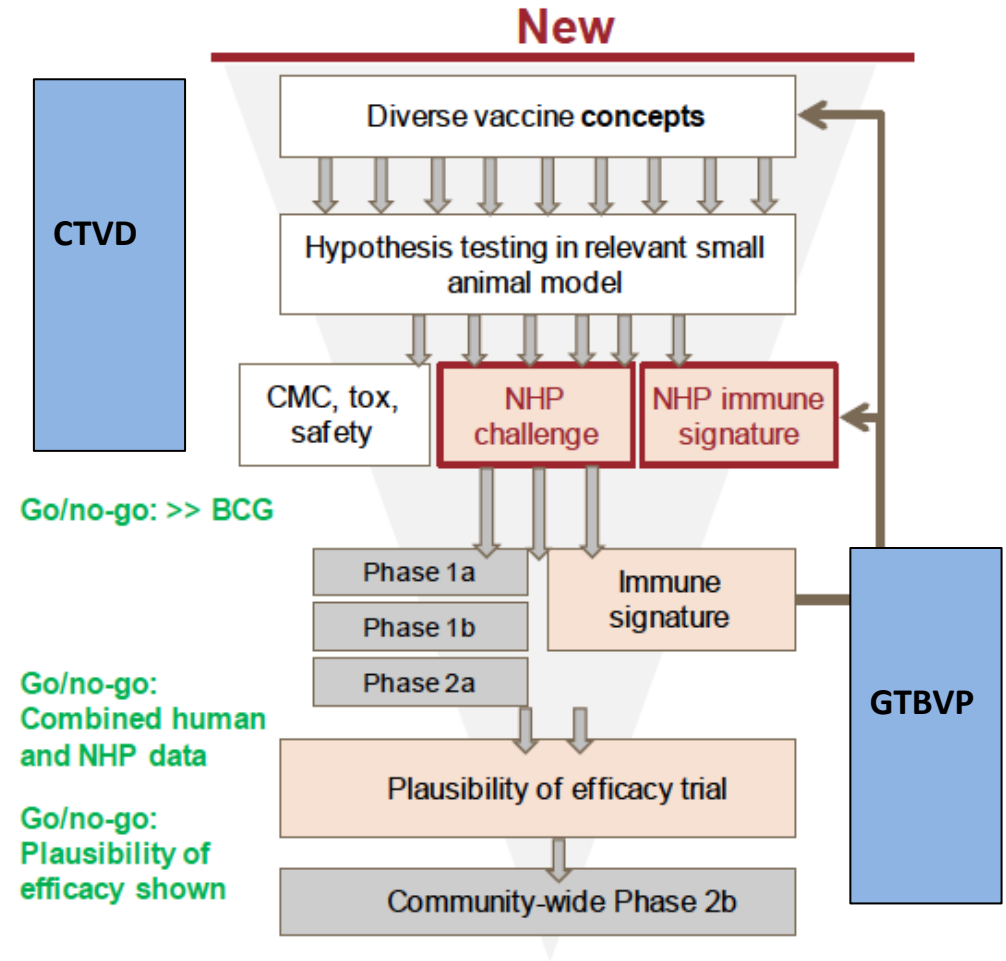 New
Diverse vaccine concepts
CTVD
Hypothesis testing in relevant small
animal model
CMC, tox,
safety
NHP
challenge
NHP immune
signature
Go/no-go: >> BCG
Phase 1a
Phase 1b
Phase 2a
Immune
signature
GTBVP
Go/no-go:
Combined human
and NHP data
Plausibility of efficacy trial
Go/no-go:
Plausibility of
efficacy shown
Community-wide Phase 2b